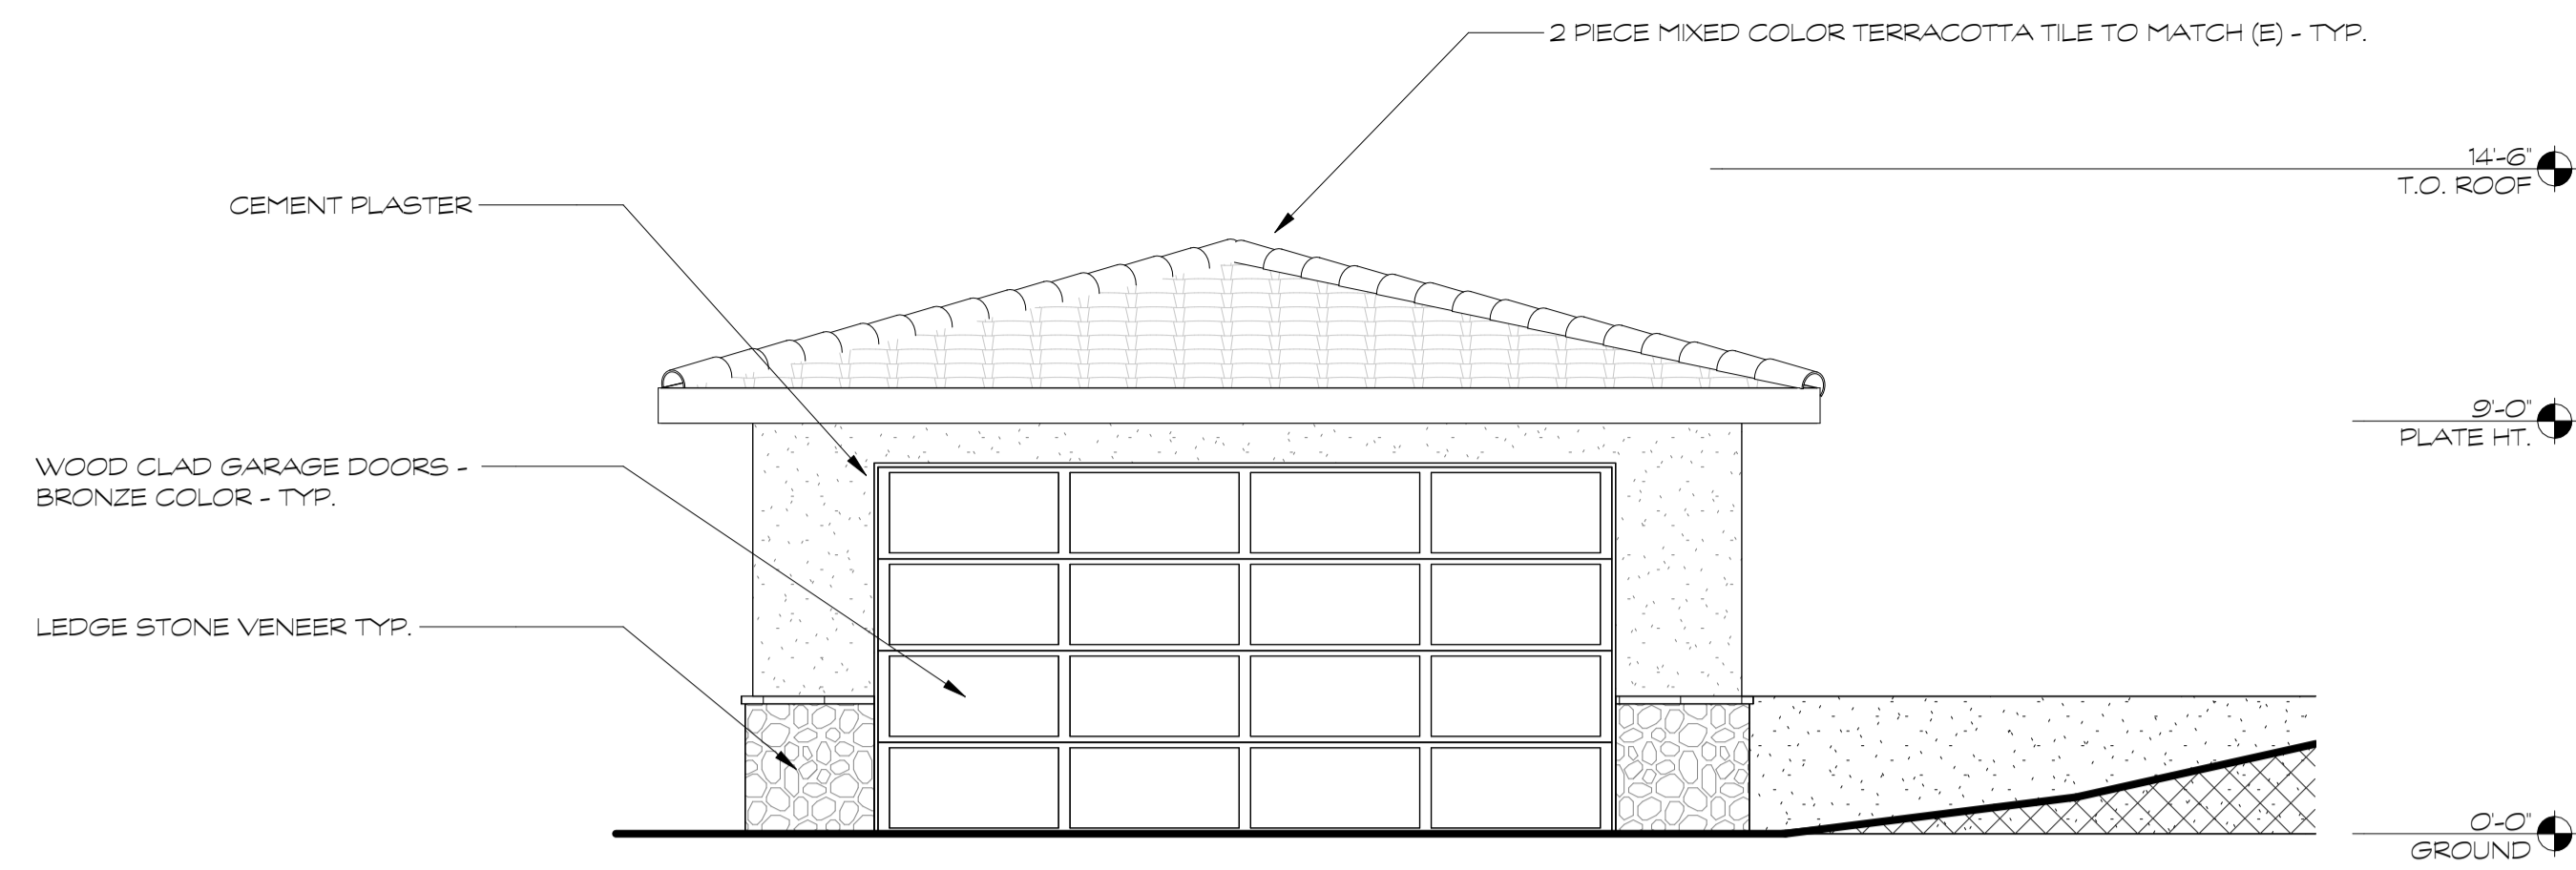 2 PIECE MIXED COLOR TERRACOTTA TILE TO MATCH (E) - TYP.
14'-6"
T.O. ROOF
CEMENT PLASTER
9'-0"
PLATE HT.
WOOD CLAD GARAGE DOORS -
BRONZE COLOR - TYP.
LEDGE STONE VENEER TYP.
0'-0"
GROUND